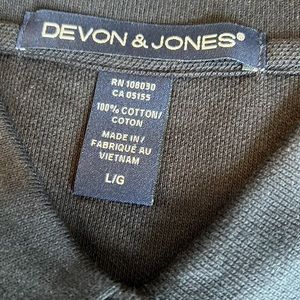 DEVON & JONES®
RN 108030
CA 05155
100% COTTON/
COTON
MADE IN/
FABRIQUÉ AU
VIETNAM
L/G